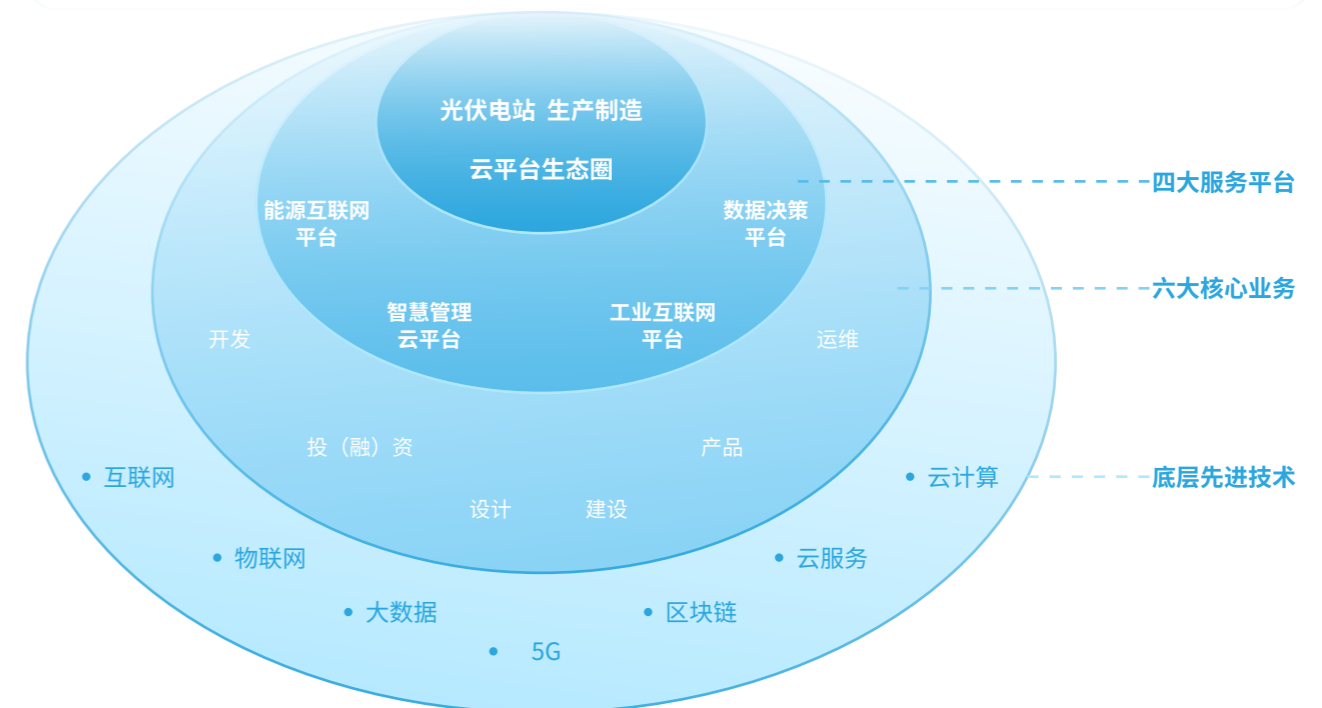 光伏电站 生产制造
云平台生态圈
四大服务平台
能源互联网
平台
数据决策
平台
六大核心业务
智慧管理
云平台
工业互联网
平台
开发
运维
投（融）资
产品
• 互联网
• 云计算
底层先进技术
设计
建设
• 物联网
• 云服务
• 大数据
• 区块链
• 5G